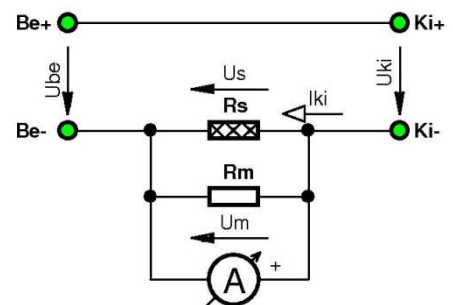 Be+ Ki+
Ube Us Iki Uki
Be- Rs Ki-
Rm
Um
A +